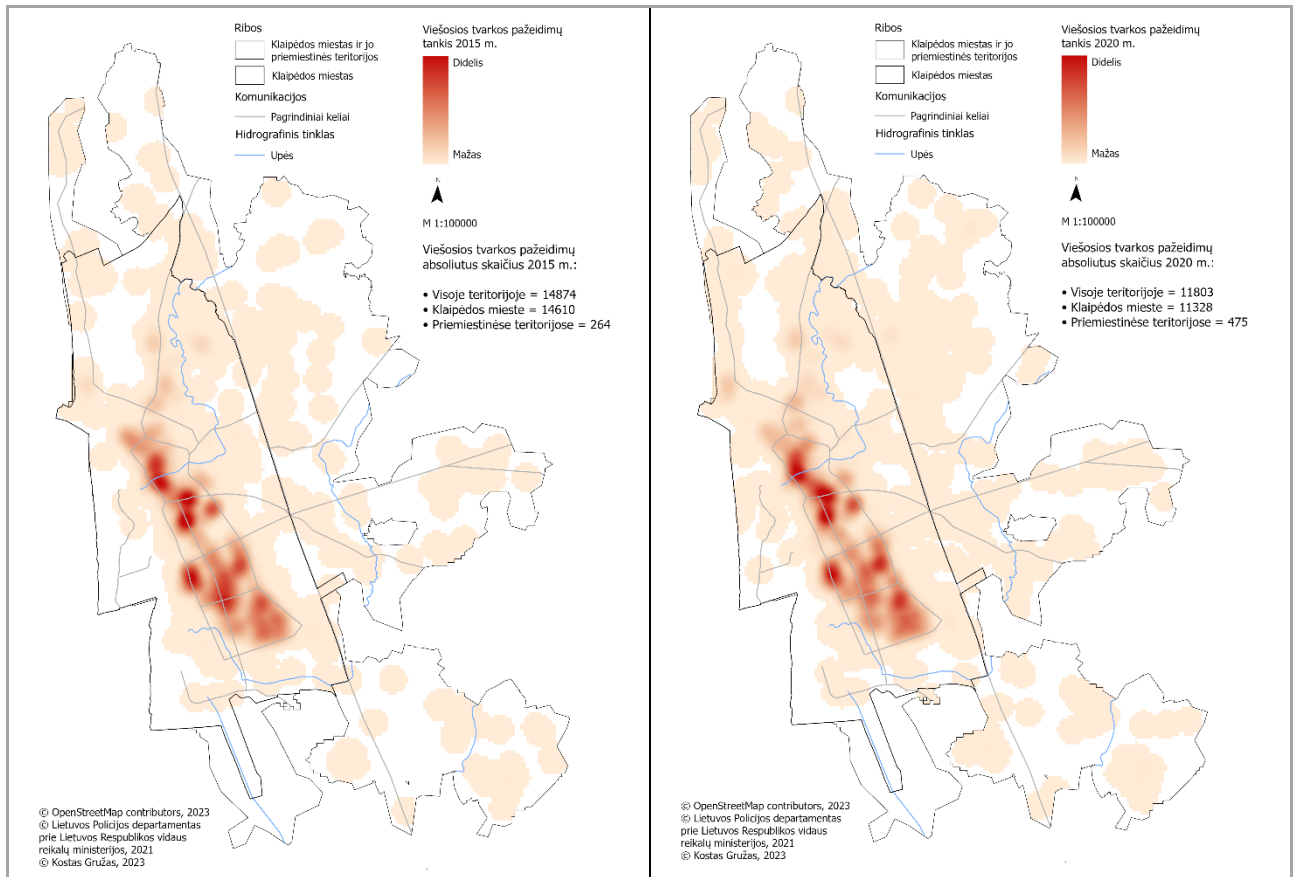 Ribos
Klaipėdos miestas ir jo
priemiestinės teritorijos
Klaipėdos miestas
Komunikacijos
Pagrindiniai keliai
Hidrografinis tinklas
Upės
Viešosios tvarkos pažeidimų
tankis 2015 m.
Didelis
Mažas
N
M 1:100000
Viešosios tvarkos pažeidimų
absoliutus skaičius 2015 m.:
• Visoje teritorijoje = 14874
• Klaipėdos mieste = 14610
• Priemiestinėse teritorijose = 264
© OpenStreetMap contributors, 2023
© Lietuvos Policijos departamentas
prie Lietuvos Respublikos vidaus
reikalų ministerijos, 2021
© Kostas Gružas, 2023
Ribos
Klaipėdos miestas ir jo
priemiestinės teritorijos
Klaipėdos miestas
Komunikacijos
Pagrindiniai keliai
Hidrografinis tinklas
Upės
Viešosios tvarkos pažeidimų
tankis 2020 m.
Didelis
Mažas
N
M 1:100000
Viešosios tvarkos pažeidimų
absoliutus skaičius 2020 m.:
• Visoje teritorijoje = 11803
• Klaipėdos mieste = 11328
• Priemiestinėse teritorijose = 475
© OpenStreetMap contributors, 2023
© Lietuvos Policijos departamentas
prie Lietuvos Respublikos vidaus
reikalų ministerijos, 2021
© Kostas Gružas, 2023